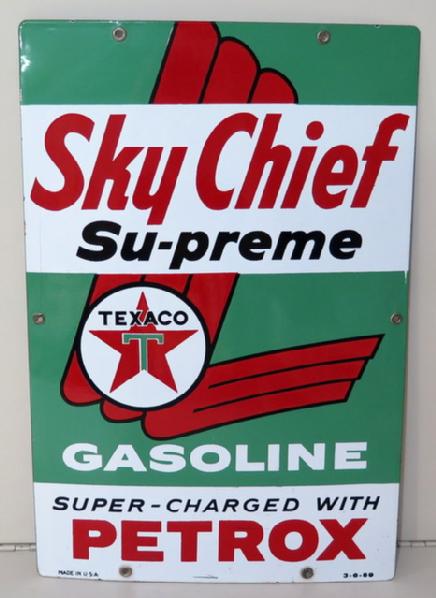 Sky Chief
Su-preme
TEXACO
T
GASOLINE
SUPER-CHARGED WITH
PETROX
MADE IN U.S.A. 3-6-60